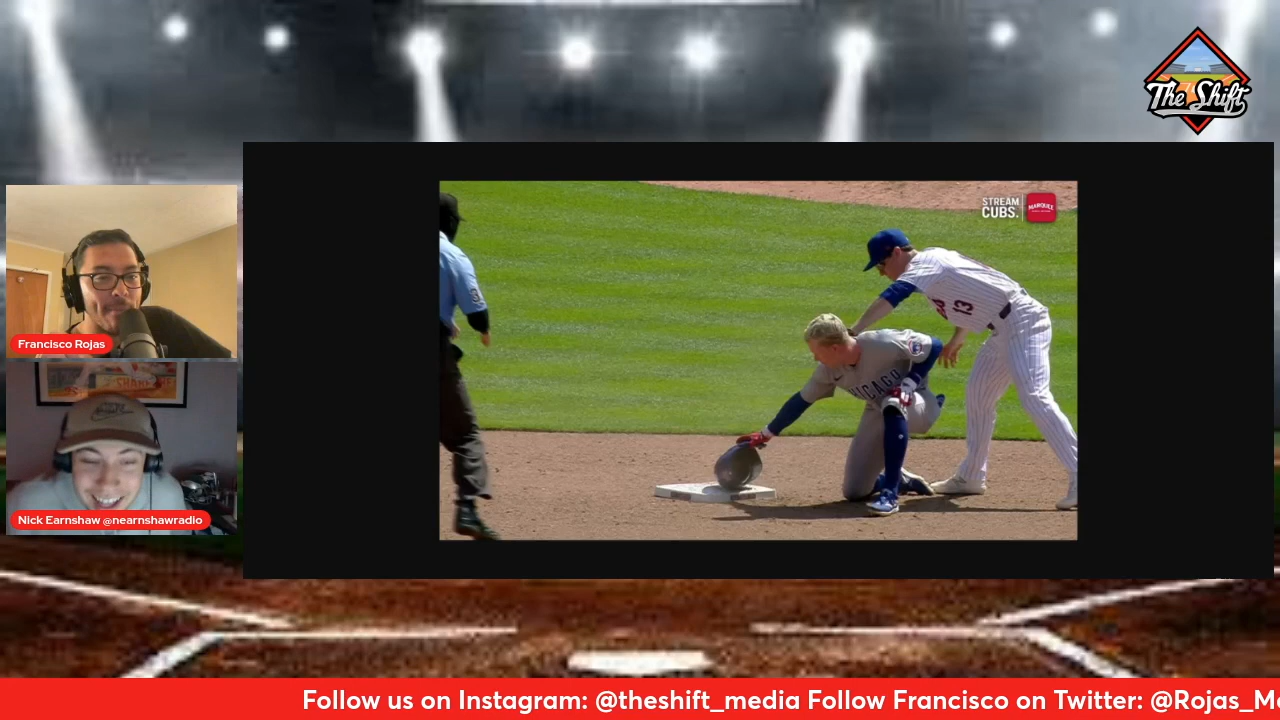 The Shift
STREAM
CUBS.
MARQUEE
13
CHICAGO
Francisco Rojas
Nick Earnshaw @nearnshawradio
Follow us on Instagram: @theshift_media Follow Francisco on Twitter: @Rojas_M